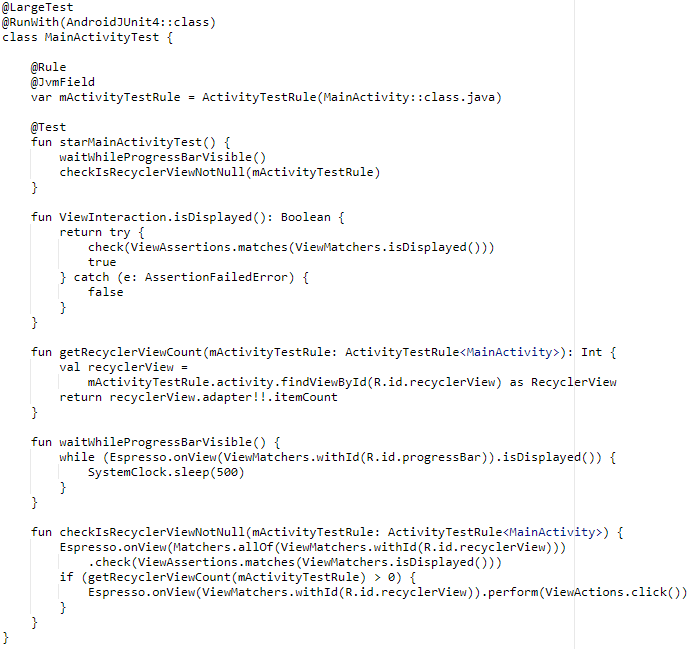 @LargeTest
@RunWith(AndroidJUnit4::class)
class MainActivityTest {

    @Rule
    @JvmField
    var mActivityTestRule = ActivityTestRule(MainActivity::class.java)

    @Test
    fun starMainActivityTest() {
        waitWhileProgressBarVisible()
        checkIsRecyclerViewNotNull(mActivityTestRule)
    }

    fun ViewInteraction.isDisplayed(): Boolean {
        return try {
            check(ViewAssertions.matches(ViewMatchers.isDisplayed()))
            true
        } catch (e: AssertionFailedError) {
            false
        }
    }

    fun getRecyclerViewCount(mActivityTestRule: ActivityTestRule<MainActivity>): Int {
        val recyclerView =
            mActivityTestRule.activity.findViewById(R.id.recyclerView) as RecyclerView
        return recyclerView.adapter!!.itemCount
    }

    fun waitWhileProgressBarVisible() {
        while (Espresso.onView(ViewMatchers.withId(R.id.progressBar)).isDisplayed()) {
            SystemClock.sleep(500)
        }
    }

    fun checkIsRecyclerViewNotNull(mActivityTestRule: ActivityTestRule<MainActivity>) {
        Espresso.onView(Matchers.allOf(ViewMatchers.withId(R.id.recyclerView)))
            .check(ViewAssertions.matches(ViewMatchers.isDisplayed()))
        if (getRecyclerViewCount(mActivityTestRule) > 0) {
            Espresso.onView(ViewMatchers.withId(R.id.recyclerView)).perform(ViewActions.click())
        }
    }
}